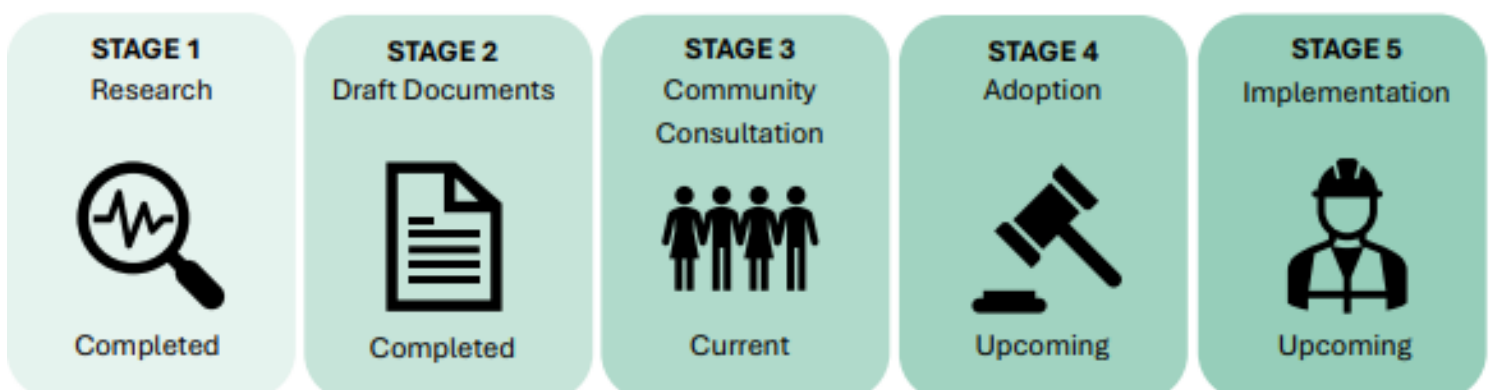 STAGE 1
Research
Completed
STAGE 2
Draft Documents
Completed
STAGE 3
Community
Consultation
Current
STAGE 4
Adoption
Upcoming
STAGE 5
Implementation
Upcoming